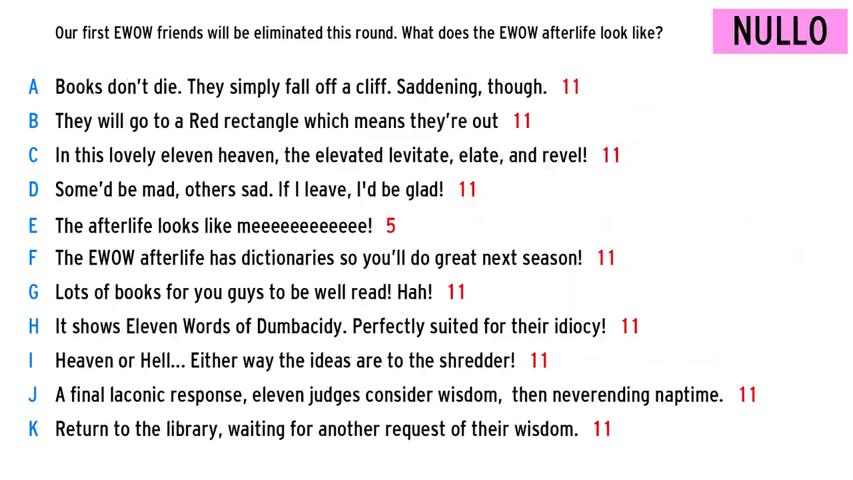 Our first EWOW friends will be eliminated this round. What does the EWOW afterlife look like?
NULLO
A Books don't die. They simply fall off a cliff. Saddening, though. 11
B They will go to a Red rectangle which means they're out 11
C In this lovely eleven heaven, the elevated levitate, elate, and revel! 11
D Some'd be mad, others sad. If I leave, I'd be glad! 11
E The afterlife looks like meeeeeeeeeeee! 5
F The EWOW afterlife has dictionaries so you'll do great next season! 11
G Lots of books for you guys to be well read! Hah! 11
H It shows Eleven Words of Dumbacidy. Perfectly suited for their idiocy! 11
I Heaven or Hell... Either way the ideas are to the shredder! 11
J A final laconic response, eleven judges consider wisdom, then neverending naptime. 11
K Return to the library, waiting for another request of their wisdom. 11